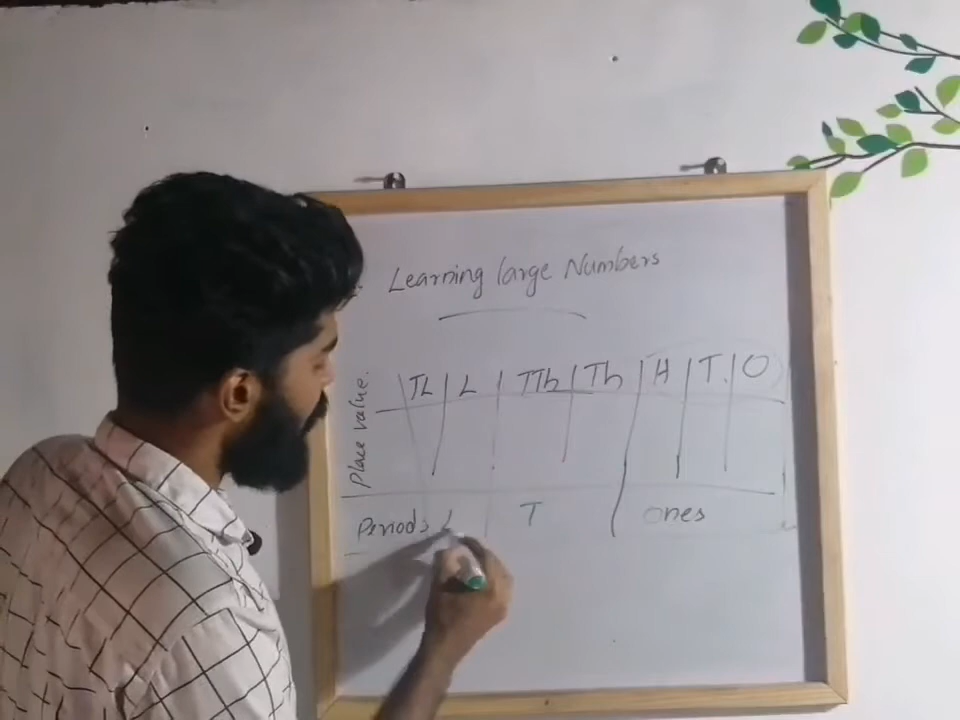 Learning large Numbers
Place value.
TL L TTh Th H T. O
Periods L T Ones